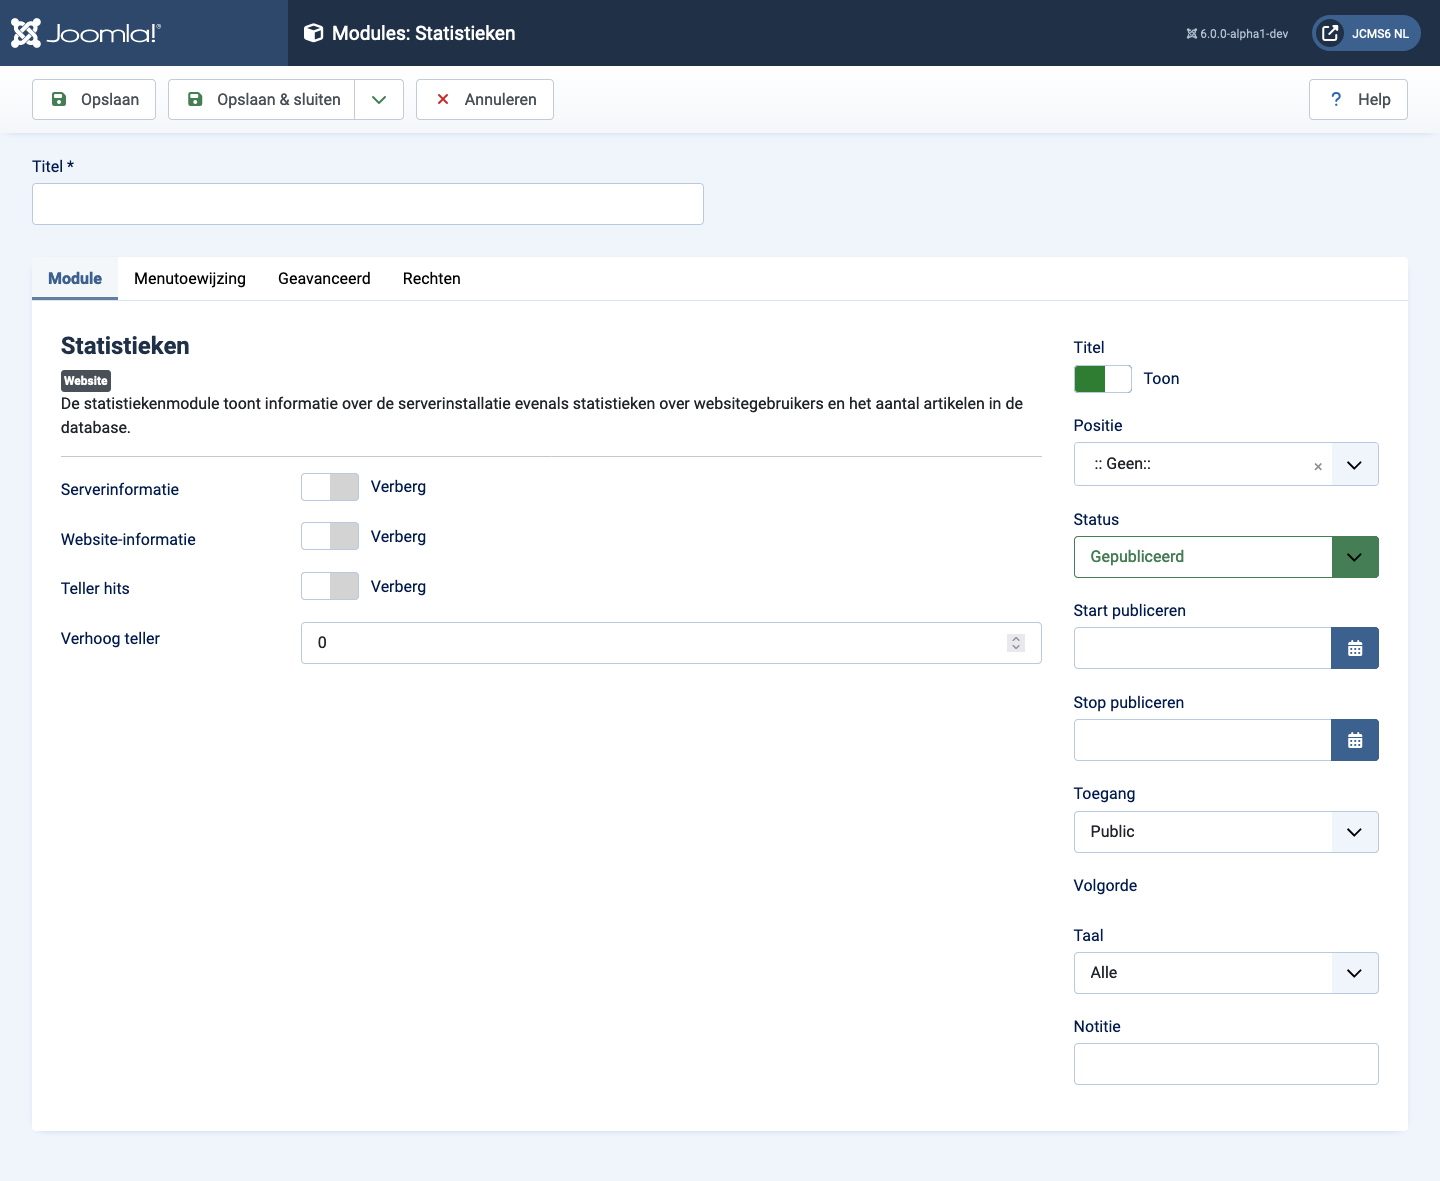 Joomla!®
Modules: Statistieken
6.0.0-alpha1-dev
JCMS6 NL
Opslaan
Opslaan & sluiten
Annuleren
? Help
Titel *
Module
Menutoewijzing
Geavanceerd
Rechten
Statistieken
Website
De statistiekenmodule toont informatie over de serverinstallatie evenals statistieken over websitegebruikers en het aantal artikelen in de
database.
Serverinformatie
Verberg
Website-informatie
Verberg
Teller hits
Verberg
Verhoog teller
0
Titel
Toon
Positie
:: Geen::
×
Status
Gepubliceerd
Start publiceren
Stop publiceren
Toegang
Public
Volgorde
Taal
Alle
Notitie